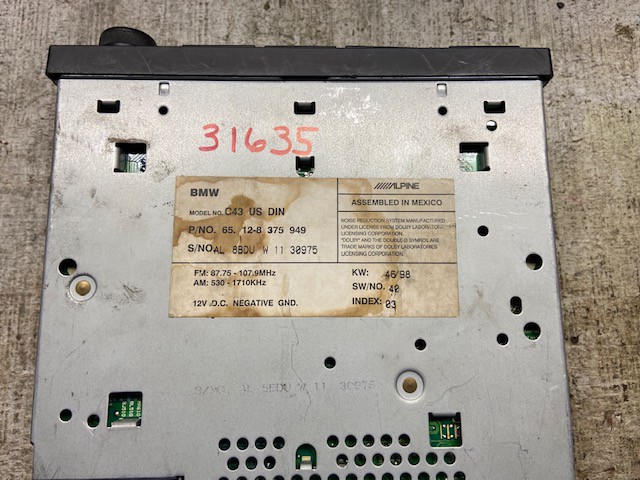 31635
BMW
MODEL NO. C43 US DIN
P/NO. 65. 12-8 375 949
S/NO AL 8BDU W 11 30975
ALPINE
ASSEMBLED IN MEXICO
NOISE REDUCTION SYSTEM MANUFACTURED
UNDER LICENSE FROM DOLBY LABORATORIES
LICENSING CORPORATION.
"DOLBY" AND THE DOUBLE-D SYMBOL ARE
TRADE MARKS OF DOLBY LABORATORIES
LICENSING CORPORATION.
FM: 87.75 - 107.9MHz
AM: 530 - 1710KHz
12V D.C. NEGATIVE GND.
KW: 46/98
SW/NO. 40
INDEX: 03
W 11 30975